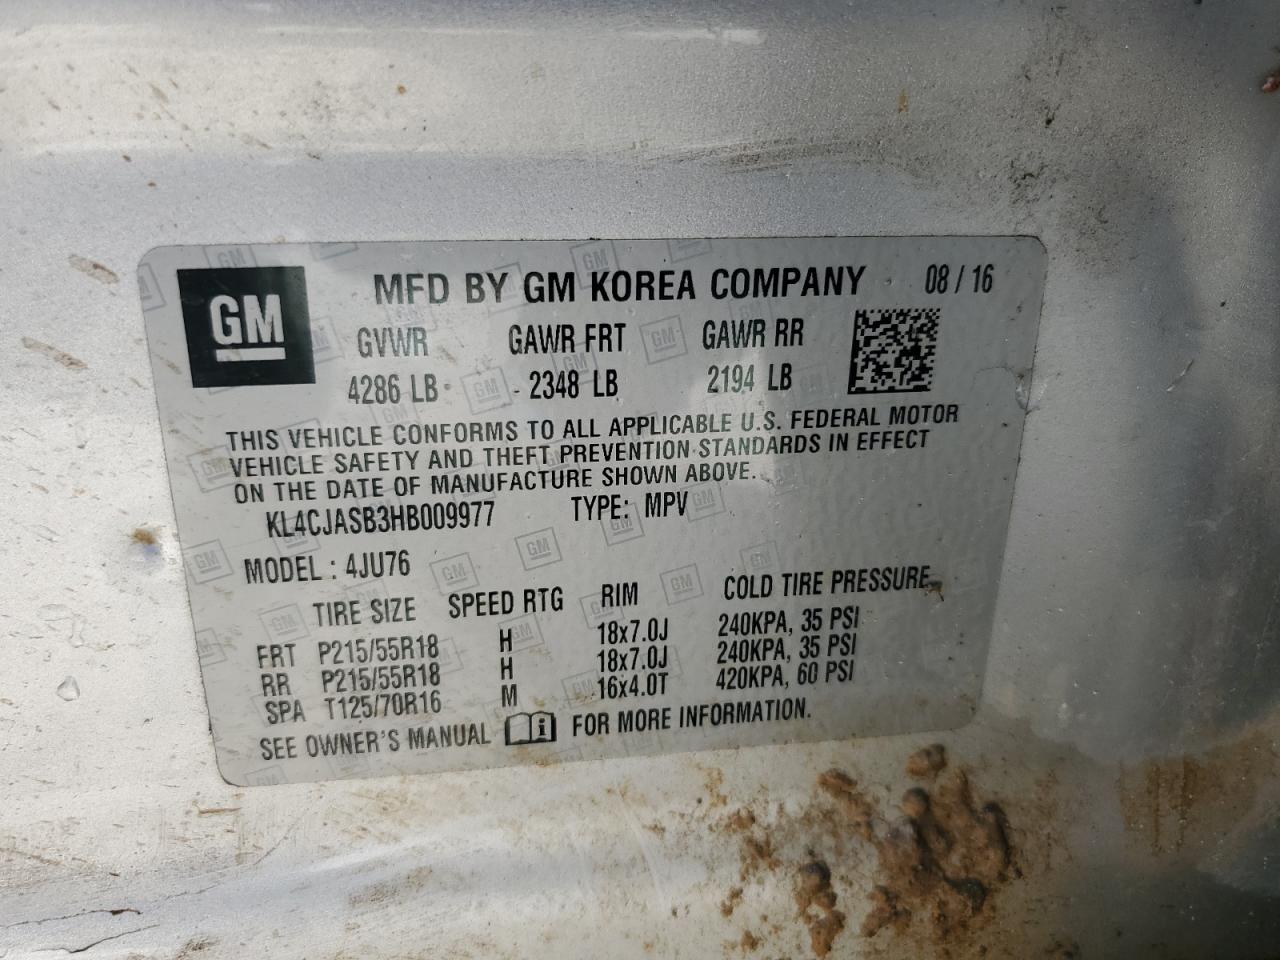 GM
MFD BY GM KOREA COMPANY 08 / 16
GVWR GAWR FRT GAWR RR
4286 LB 2348 LB 2194 LB
THIS VEHICLE CONFORMS TO ALL APPLICABLE U.S. FEDERAL MOTOR
VEHICLE SAFETY AND THEFT PREVENTION STANDARDS IN EFFECT
ON THE DATE OF MANUFACTURE SHOWN ABOVE.
KL4CJASB3HB009977 TYPE: MPV
MODEL : 4JU76
TIRE SIZE SPEED RTG RIM COLD TIRE PRESSURE
FRT P215/55R18 H 18x7.0J 240KPA, 35 PSI
RR P215/55R18 H 18x7.0J 240KPA, 35 PSI
SPA T125/70R16 M 16x4.0T 420KPA, 60 PSI
SEE OWNER'S MANUAL FOR MORE INFORMATION.